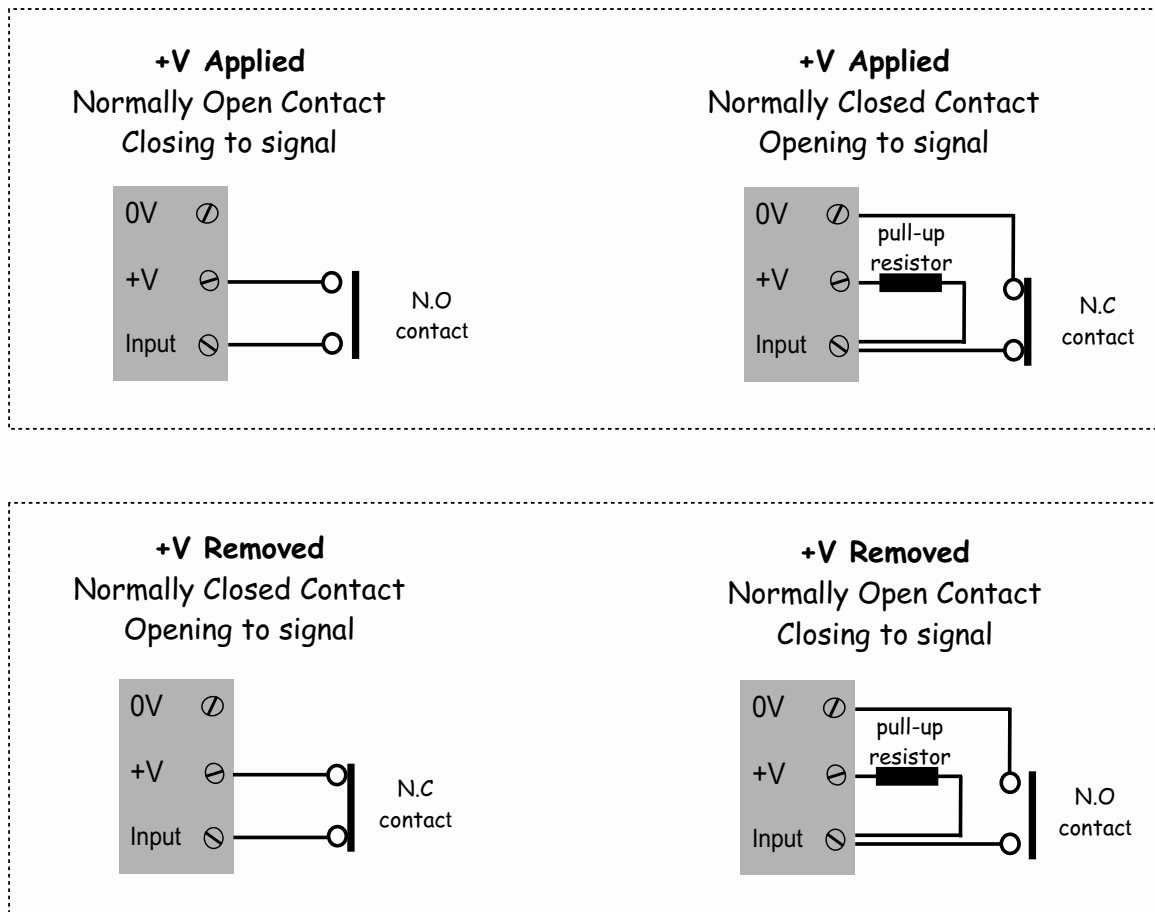 +V Applied
Normally Open Contact
Closing to signal
0V
+V
Input
N.O
contact
+V Applied
Normally Closed Contact
Opening to signal
0V
pull-up
resistor
+V
Input
N.C
contact
+V Removed
Normally Closed Contact
Opening to signal
0V
+V
Input
N.C
contact
+V Removed
Normally Open Contact
Closing to signal
0V
pull-up
resistor
+V
Input
N.O
contact